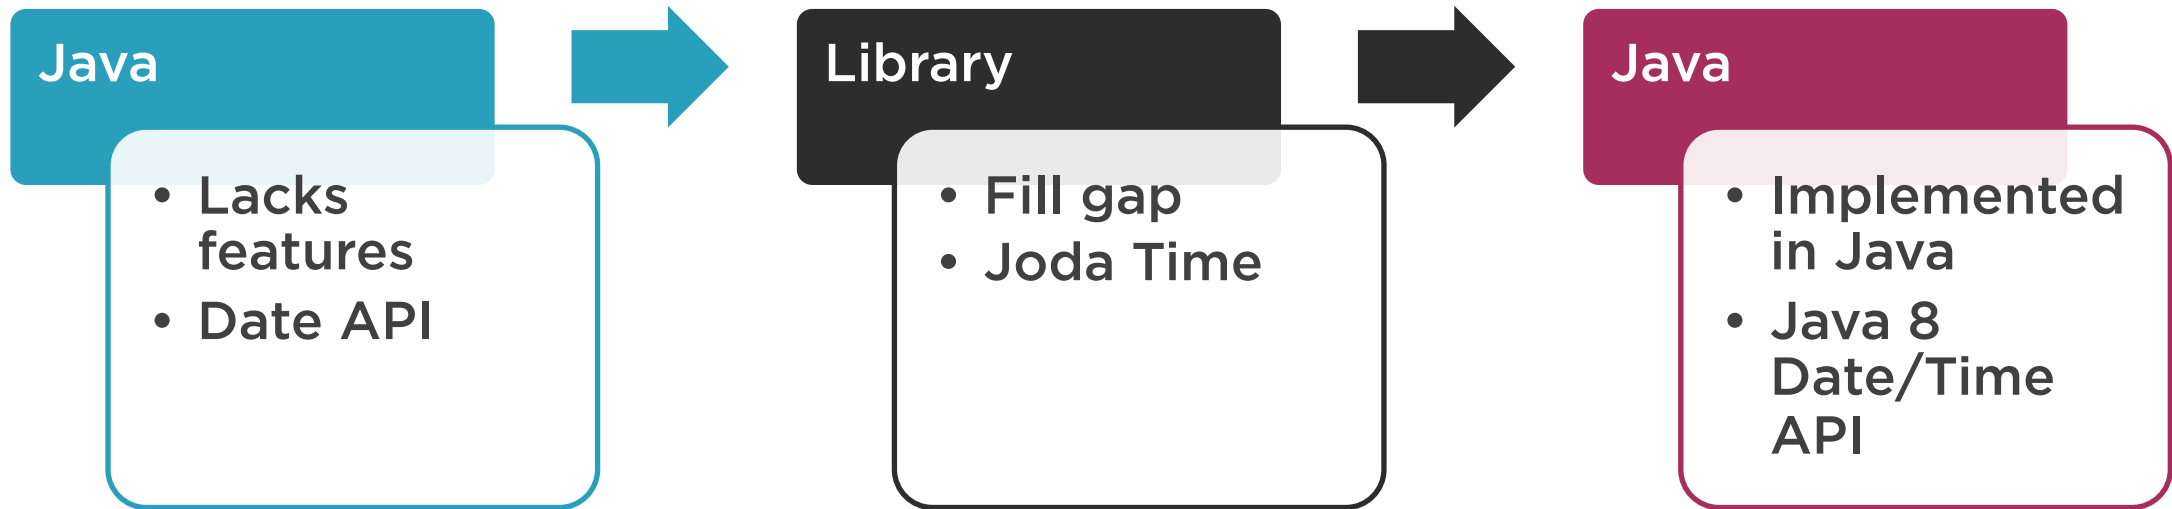 Java
• Lacks
features
• Date API
Library
• Fill gap
• Joda Time
Java
• Implemented
in Java
• Java 8
Date/Time
API